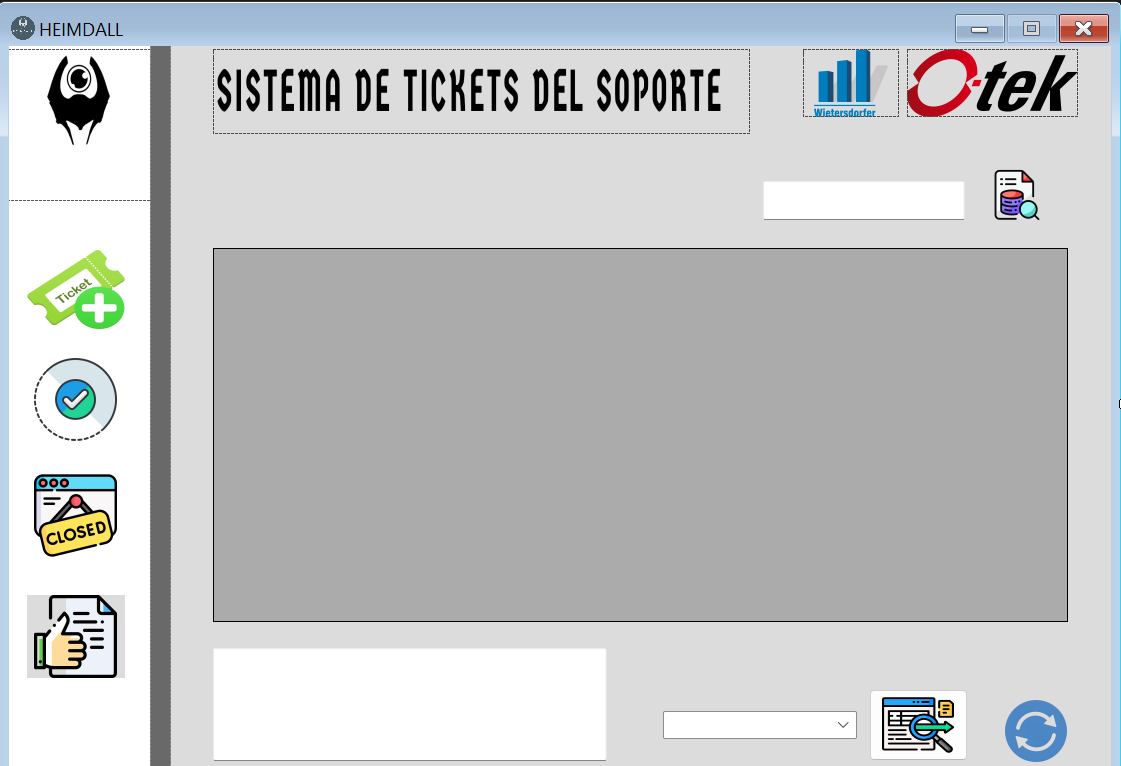 HEIMDALL
SISTEMA DE TICKETS DEL SOPORTE
Wietersdorfer
O-tek
Ticket
CLOSED